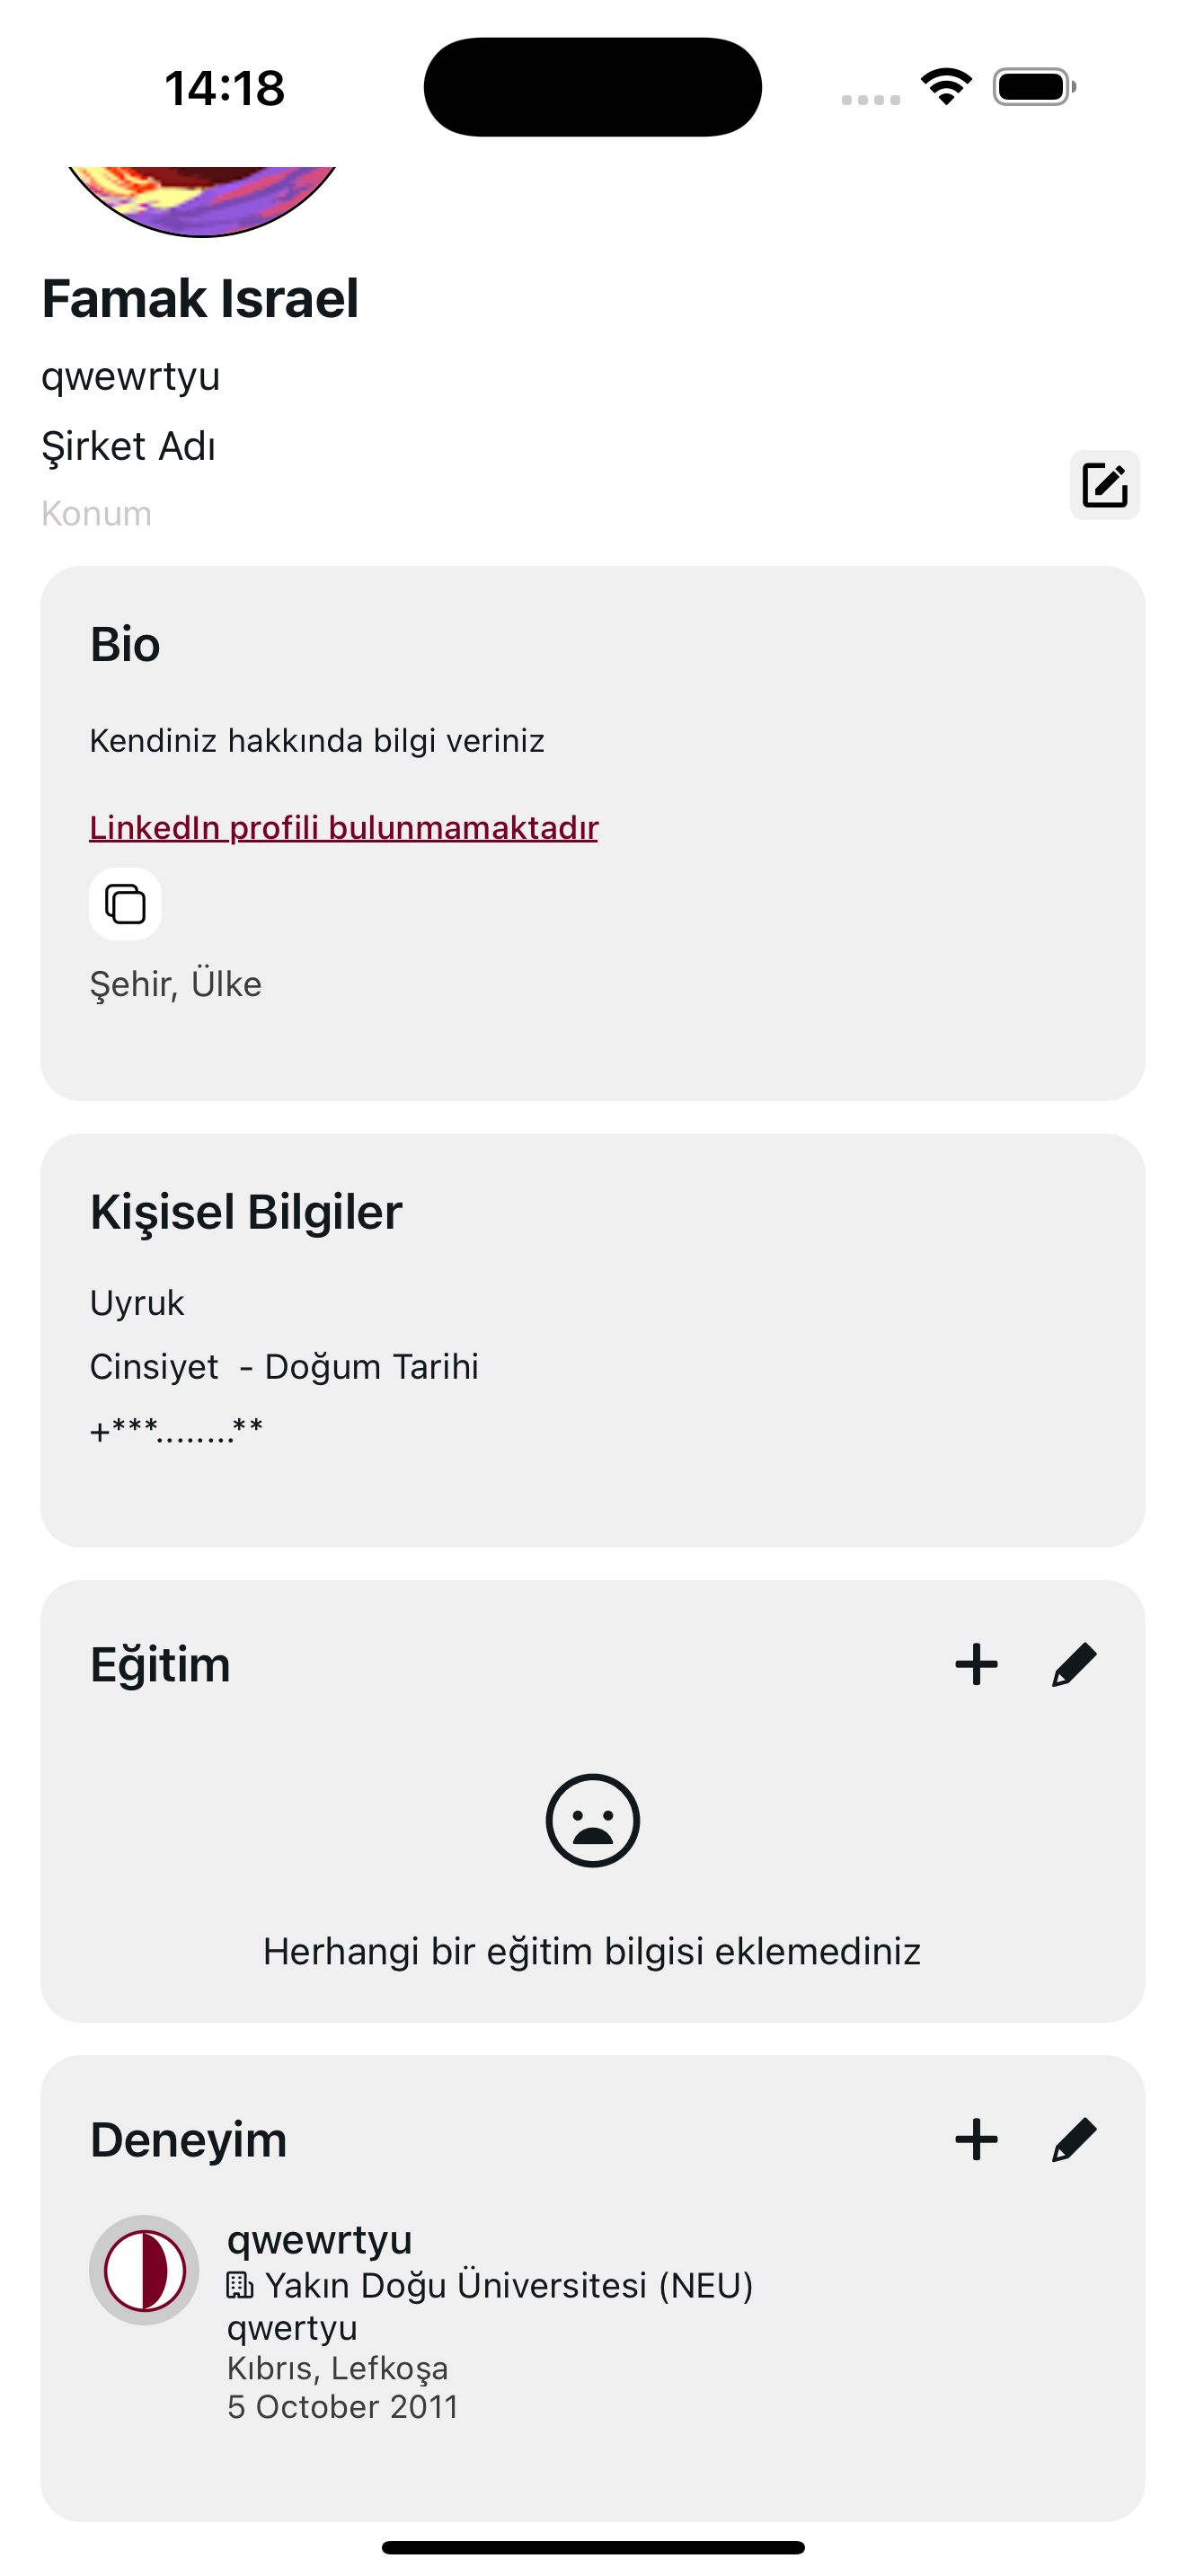 14:18
Famak Israel
qwewrtyu
Şirket Adı
Konum
Bio
Kendiniz hakkında bilgi veriniz
LinkedIn profili bulunmamaktadır
Şehir, Ülke
Kişisel Bilgiler
Uyruk
Cinsiyet  - Doğum Tarihi
+***........**
Eğitim
Herhangi bir eğitim bilgisi eklemediniz
Deneyim
qwewrtyu
Yakın Doğu Üniversitesi (NEU)
qwertyu
Kıbrıs, Lefkoşa
5 October 2011